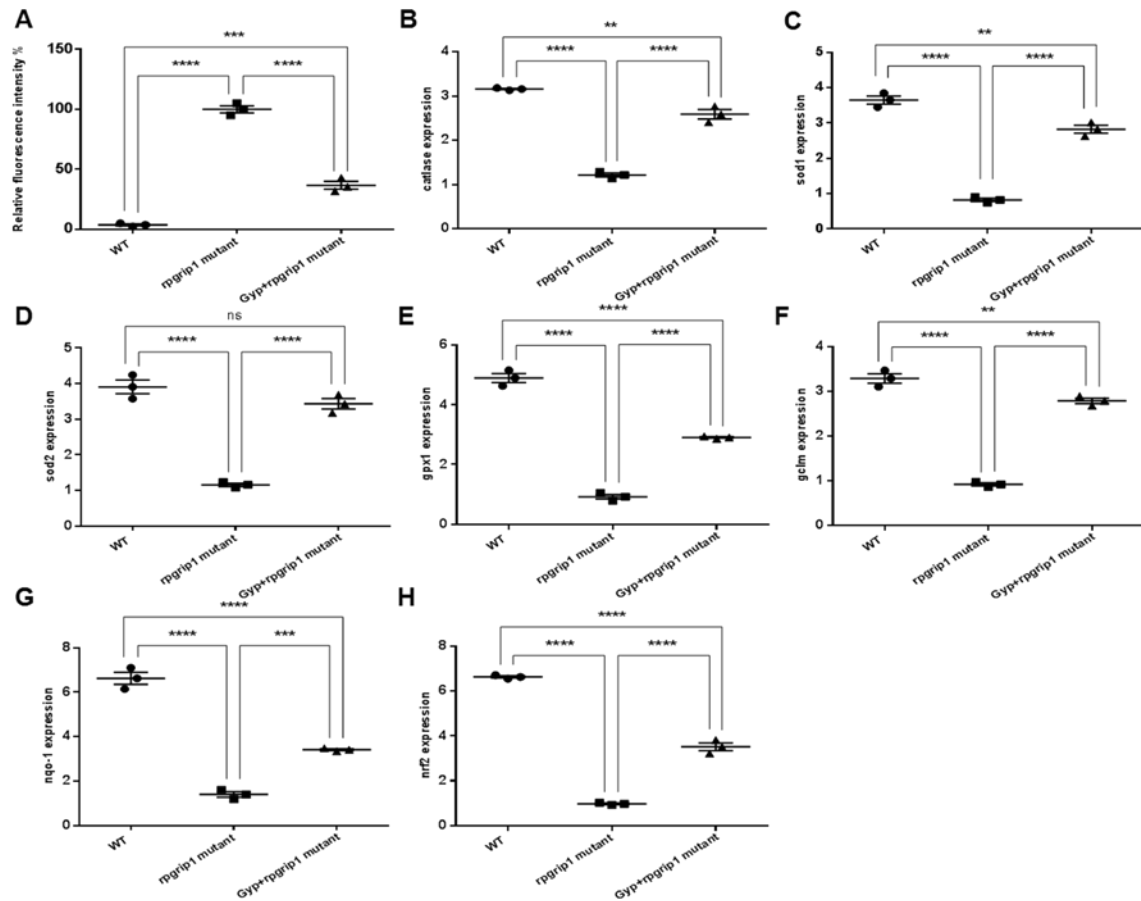 A
Relative fluorescence intensity %
150
100
50
0
***
****
****
WT
rpgrip1 mutant
Gyp+rpgrip1 mutant
B
catlase expression
4
3
2
1
0
**
****
****
WT
rpgrip1 mutant
Gyp+rpgrip1 mutant
C
sod1 expression
5
4
3
2
1
0
**
****
****
WT
rpgrip1 mutant
Gyp+rpgrip1 mutant
D
sod2 expression
5
4
3
2
1
0
ns
****
****
WT
rpgrip1 mutant
Gyp+rpgrip1 mutant
E
gpx1 expression
6
4
2
0
****
****
****
WT
rpgrip1 mutant
Gyp+rpgrip1 mutant
F
gclm expression
4
3
2
1
0
**
****
****
WT
rpgrip1 mutant
Gyp+rpgrip1 mutant
G
nqo-1 expression
8
6
4
2
0
****
****
***
WT
rpgrip1 mutant
Gyp+rpgrip1 mutant
H
nrf2 expression
8
6
4
2
0
****
****
****
WT
rpgrip1 mutant
Gyp+rpgrip1 mutant